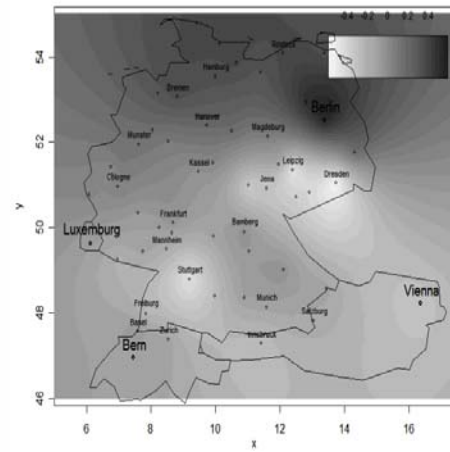 -0.4 -0.2 0 0.2 0.4
54
52
50
48
46
y
Rostock
Hamburg
Bremen
Berlin
Hanover
Magdeburg
Munster
Kassel
Leipzig
Cologne
Jena
Dresden
Frankfurt
Luxemburg
Bamberg
Mannheim
Stuttgart
Munich
Vienna
Freiburg
Salzburg
Basel
Zurich
Innsbruck
Bern
6 8 10 12 14 16
x